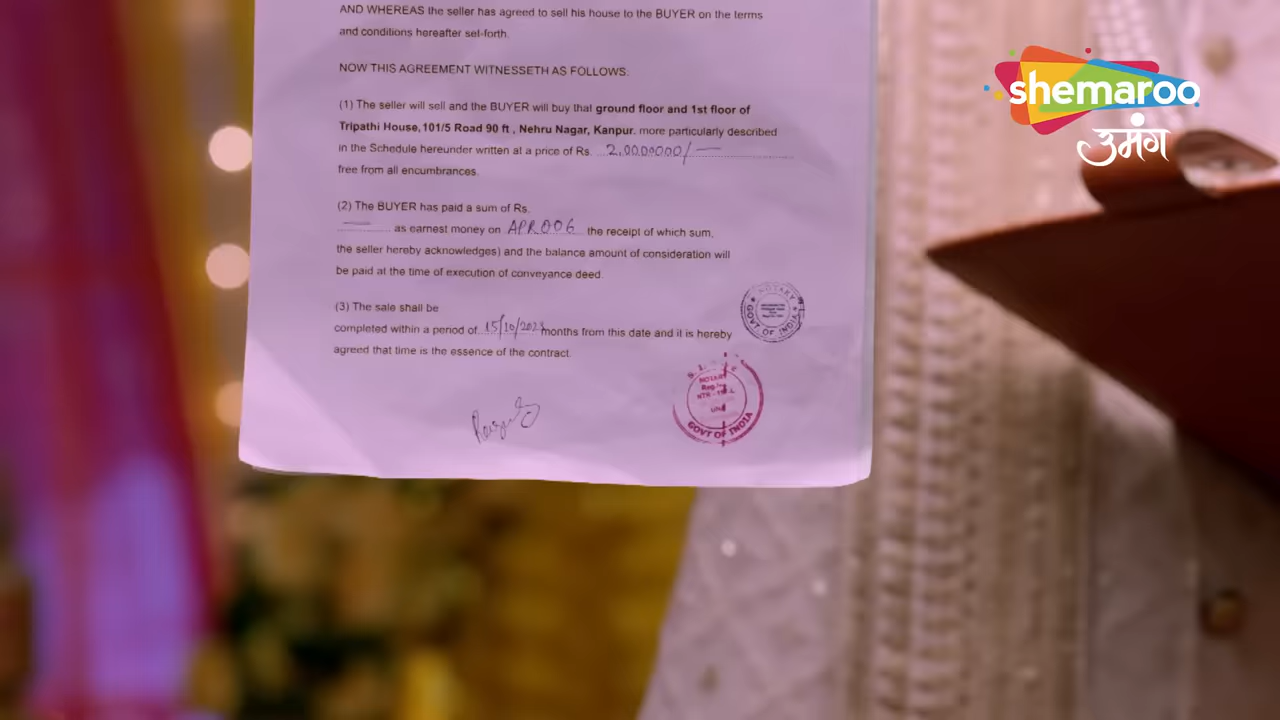 AND WHEREAS the seller has agreed to sell his house to the BUYER on the terms
and conditions hereafter set-forth.
NOW THIS AGREEMENT WITNESSETH AS FOLLOWS:
(1) The seller will sell and the BUYER will buy that ground floor and 1st floor of
Tripathi House,101/5 Road 90 ft , Nehru Nagar, Kanpur. more particularly described
in the Schedule hereunder written at a price of Rs. 2,0000000/—
free from all encumbrances.
(2) The BUYER has paid a sum of Rs.
— as earnest money on APR006 the receipt of which sum,
the seller hereby acknowledges) and the balance amount of consideration will
be paid at the time of execution of conveyance deed.
(3) The sale shall be
completed within a period of 15/10/2023 months from this date and it is hereby
agreed that time is the essence of the contract.
NOTARY
GOVT. OF INDIA
NOTARY
GOVT OF INDIA
shemaroo
उमंग